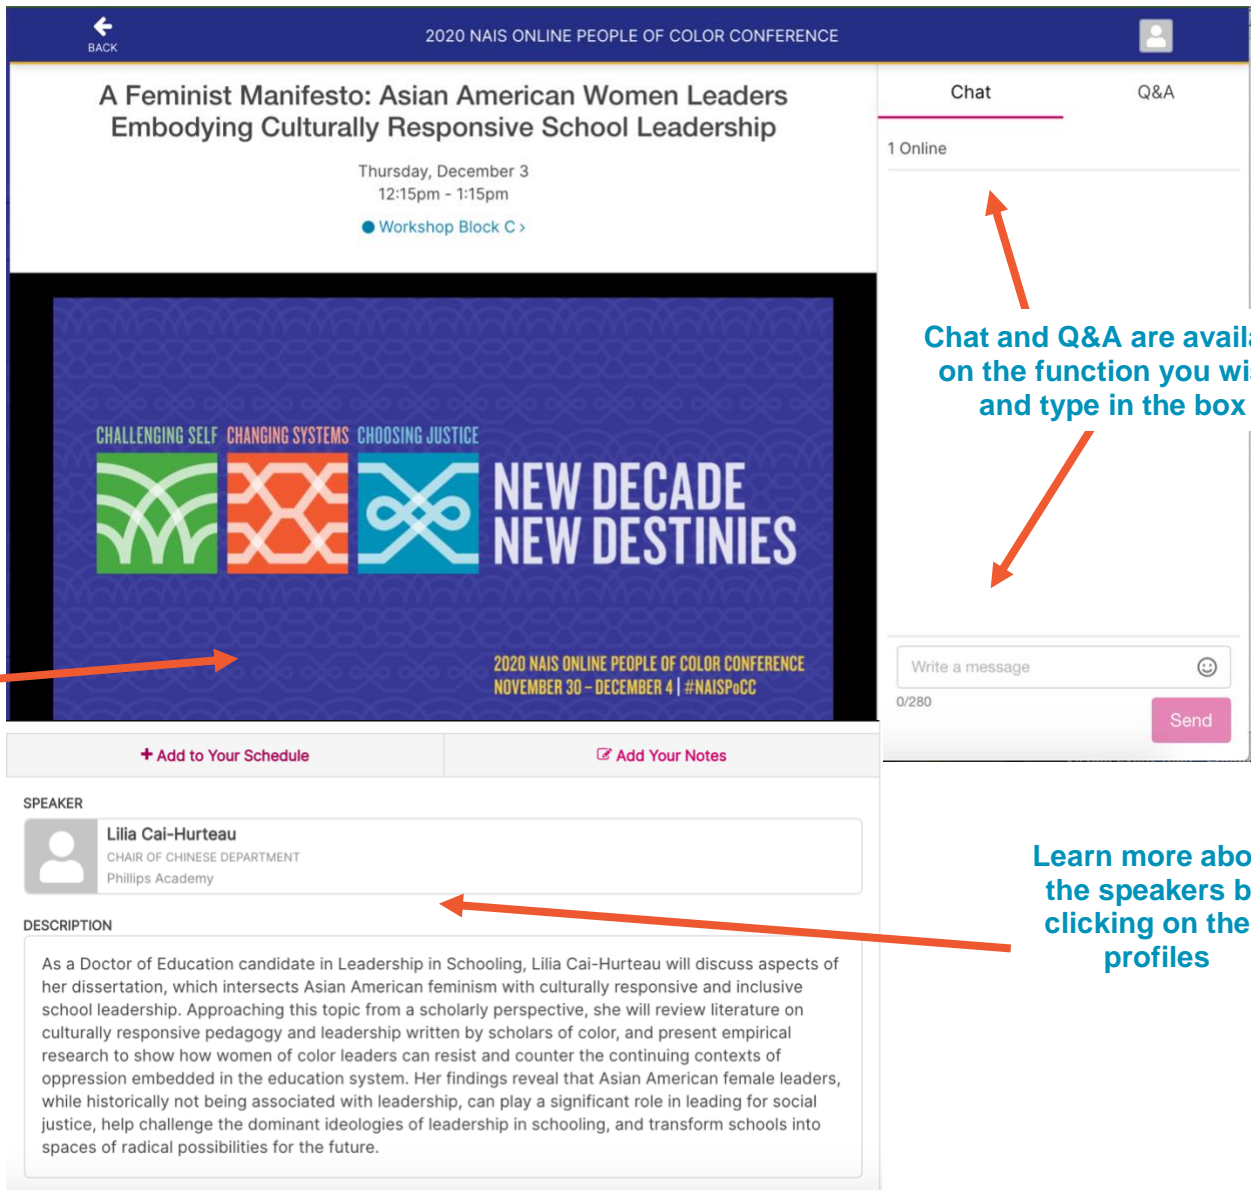 BACK
2020 NAIS ONLINE PEOPLE OF COLOR CONFERENCE
A Feminist Manifesto: Asian American Women Leaders
Embodying Culturally Responsive School Leadership
Thursday, December 3
12:15pm - 1:15pm
Workshop Block C >
Chat
Q&A
1 Online
Chat and Q&A are
on the function you
and type in the box
CHALLENGING SELF CHANGING SYSTEMS CHOOSING JUSTICE
NEW DECADE
NEW DESTINIES
2020 NAIS ONLINE PEOPLE OF COLOR CONFERENCE
NOVEMBER 30 – DECEMBER 4 | #NAISPoCC
Write a message
0/280
Send
+ Add to Your Schedule
Add Your Notes
SPEAKER
Lilia Cai-Hurteau
CHAIR OF CHINESE DEPARTMENT
Phillips Academy
Learn more
the speakers
clicking on
profiles
DESCRIPTION
As a Doctor of Education candidate in Leadership in Schooling, Lilia Cai-Hurteau will discuss aspects of
her dissertation, which intersects Asian American feminism with culturally responsive and inclusive
school leadership. Approaching this topic from a scholarly perspective, she will review literature on
culturally responsive pedagogy and leadership written by scholars of color, and present empirical
research to show how women of color leaders can resist and counter the continuing contexts of
oppression embedded in the education system. Her findings reveal that Asian American female leaders,
while historically not being associated with leadership, can play a significant role in leading for social
justice, help challenge the dominant ideologies of leadership in schooling, and transform schools into
spaces of radical possibilities for the future.